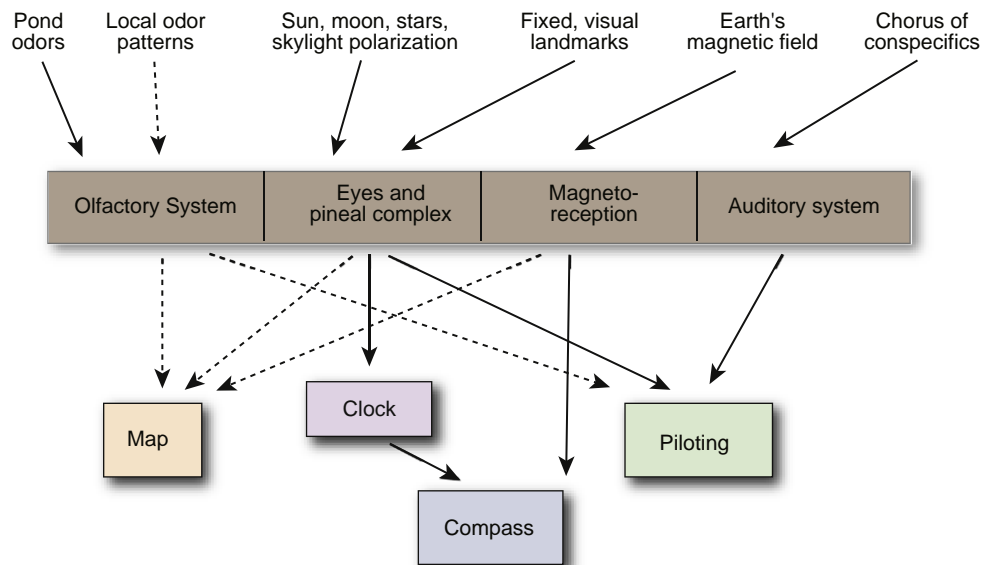 Pond
odors
Local odor
patterns
Sun, moon, stars,
skylight polarization
Fixed, visual
landmarks
Earth's
magnetic field
Chorus of
conspecifics
Olfactory System
Eyes and
pineal complex
Magneto-
reception
Auditory system
Map
Clock
Piloting
Compass